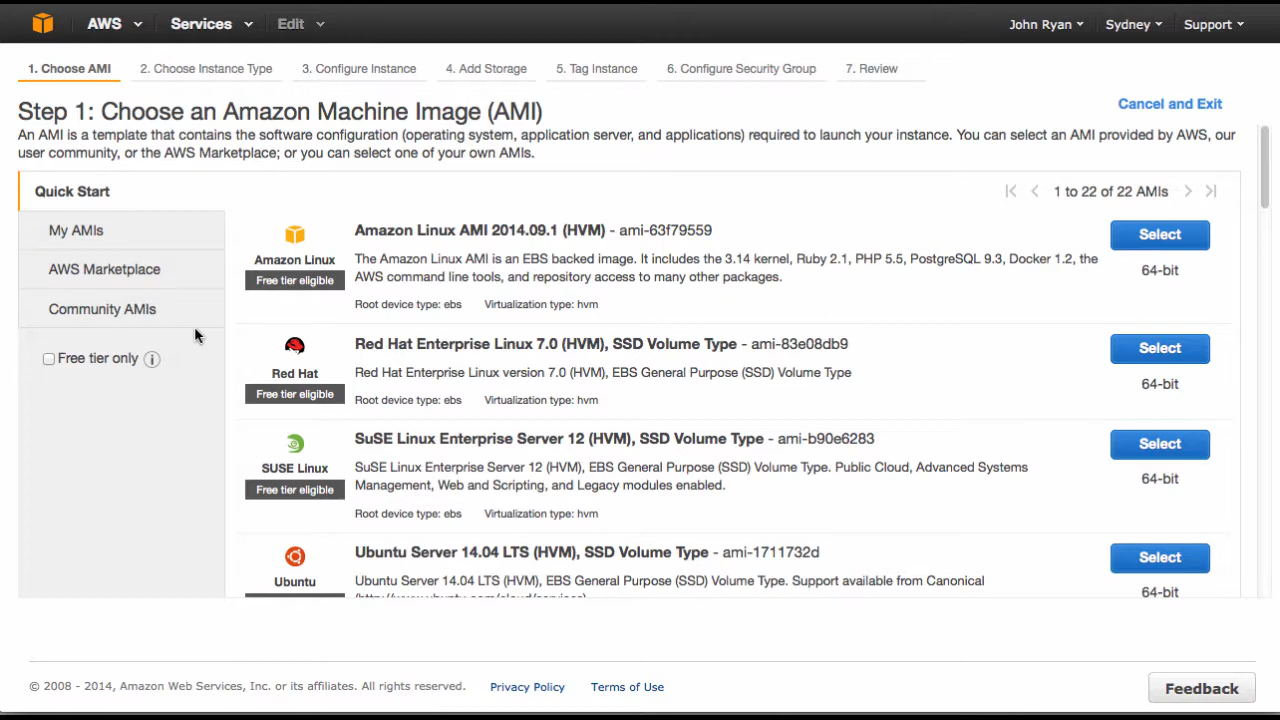 AWS Services Edit John Ryan Sydney Support
1. Choose AMI 2. Choose Instance Type 3. Configure Instance 4. Add Storage 5. Tag Instance 6. Configure Security Group 7. Review
Step 1: Choose an Amazon Machine Image (AMI)
Cancel and Exit
An AMI is a template that contains the software configuration (operating system, application server, and applications) required to launch your instance. You can select an AMI provided by AWS, our
user community, or the AWS Marketplace; or you can select one of your own AMIs.
Quick Start
My AMIs
AWS Marketplace
Community AMIs
Free tier only
1 to 22 of 22 AMIs
Amazon Linux
Free tier eligible
Amazon Linux AMI 2014.09.1 (HVM) - ami-63f79559
The Amazon Linux AMI is an EBS backed image. It includes the 3.14 kernel, Ruby 2.1, PHP 5.5, PostgreSQL 9.3, Docker 1.2, the
AWS command line tools, and repository access to many other packages.
Root device type: ebs Virtualization type: hvm
Select
64-bit
Red Hat
Free tier eligible
Red Hat Enterprise Linux 7.0 (HVM), SSD Volume Type - ami-83e08db9
Red Hat Enterprise Linux version 7.0 (HVM), EBS General Purpose (SSD) Volume Type
Root device type: ebs Virtualization type: hvm
Select
64-bit
SUSE Linux
Free tier eligible
SuSE Linux Enterprise Server 12 (HVM), SSD Volume Type - ami-b90e6283
SuSE Linux Enterprise Server 12 (HVM), EBS General Purpose (SSD) Volume Type. Public Cloud, Advanced Systems
Management, Web and Scripting, and Legacy modules enabled.
Root device type: ebs Virtualization type: hvm
Select
64-bit
Ubuntu
Ubuntu Server 14.04 LTS (HVM), SSD Volume Type - ami-1711732d
Ubuntu Server 14.04 LTS (HVM), EBS General Purpose (SSD) Volume Type. Support available from Canonical
Select
64-bit
© 2008 - 2014, Amazon Web Services, Inc. or its affiliates. All rights reserved. Privacy Policy Terms of Use
Feedback